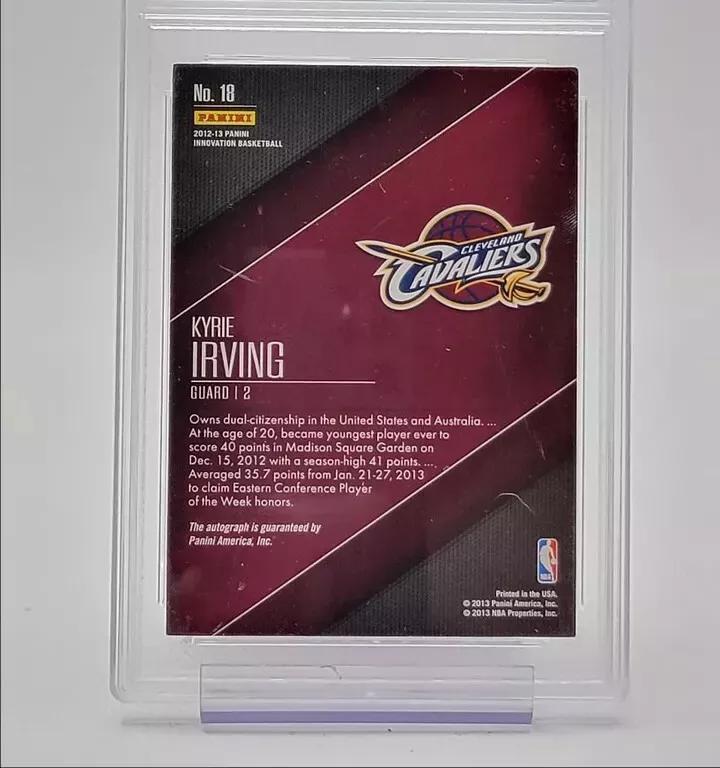 No. 18
PANINI
2012-13 PANINI
INNOVATION BASKETBALL
CLEVELAND
CAVALIERS
KYRIE
IRVING
GUARD | 2
Owns dual-citizenship in the United States and Australia. ...
At the age of 20, became youngest player ever to
score 40 points in Madison Square Garden on
Dec. 15, 2012 with a season-high 41 points. ...
Averaged 35.7 points from Jan. 21-27, 2013
to claim Eastern Conference Player
of the Week honors.
The autograph is guaranteed by
Panini America, Inc.
NBA
Printed in the USA.
© 2013 Panini America, Inc.
© 2013 NBA Properties, Inc.